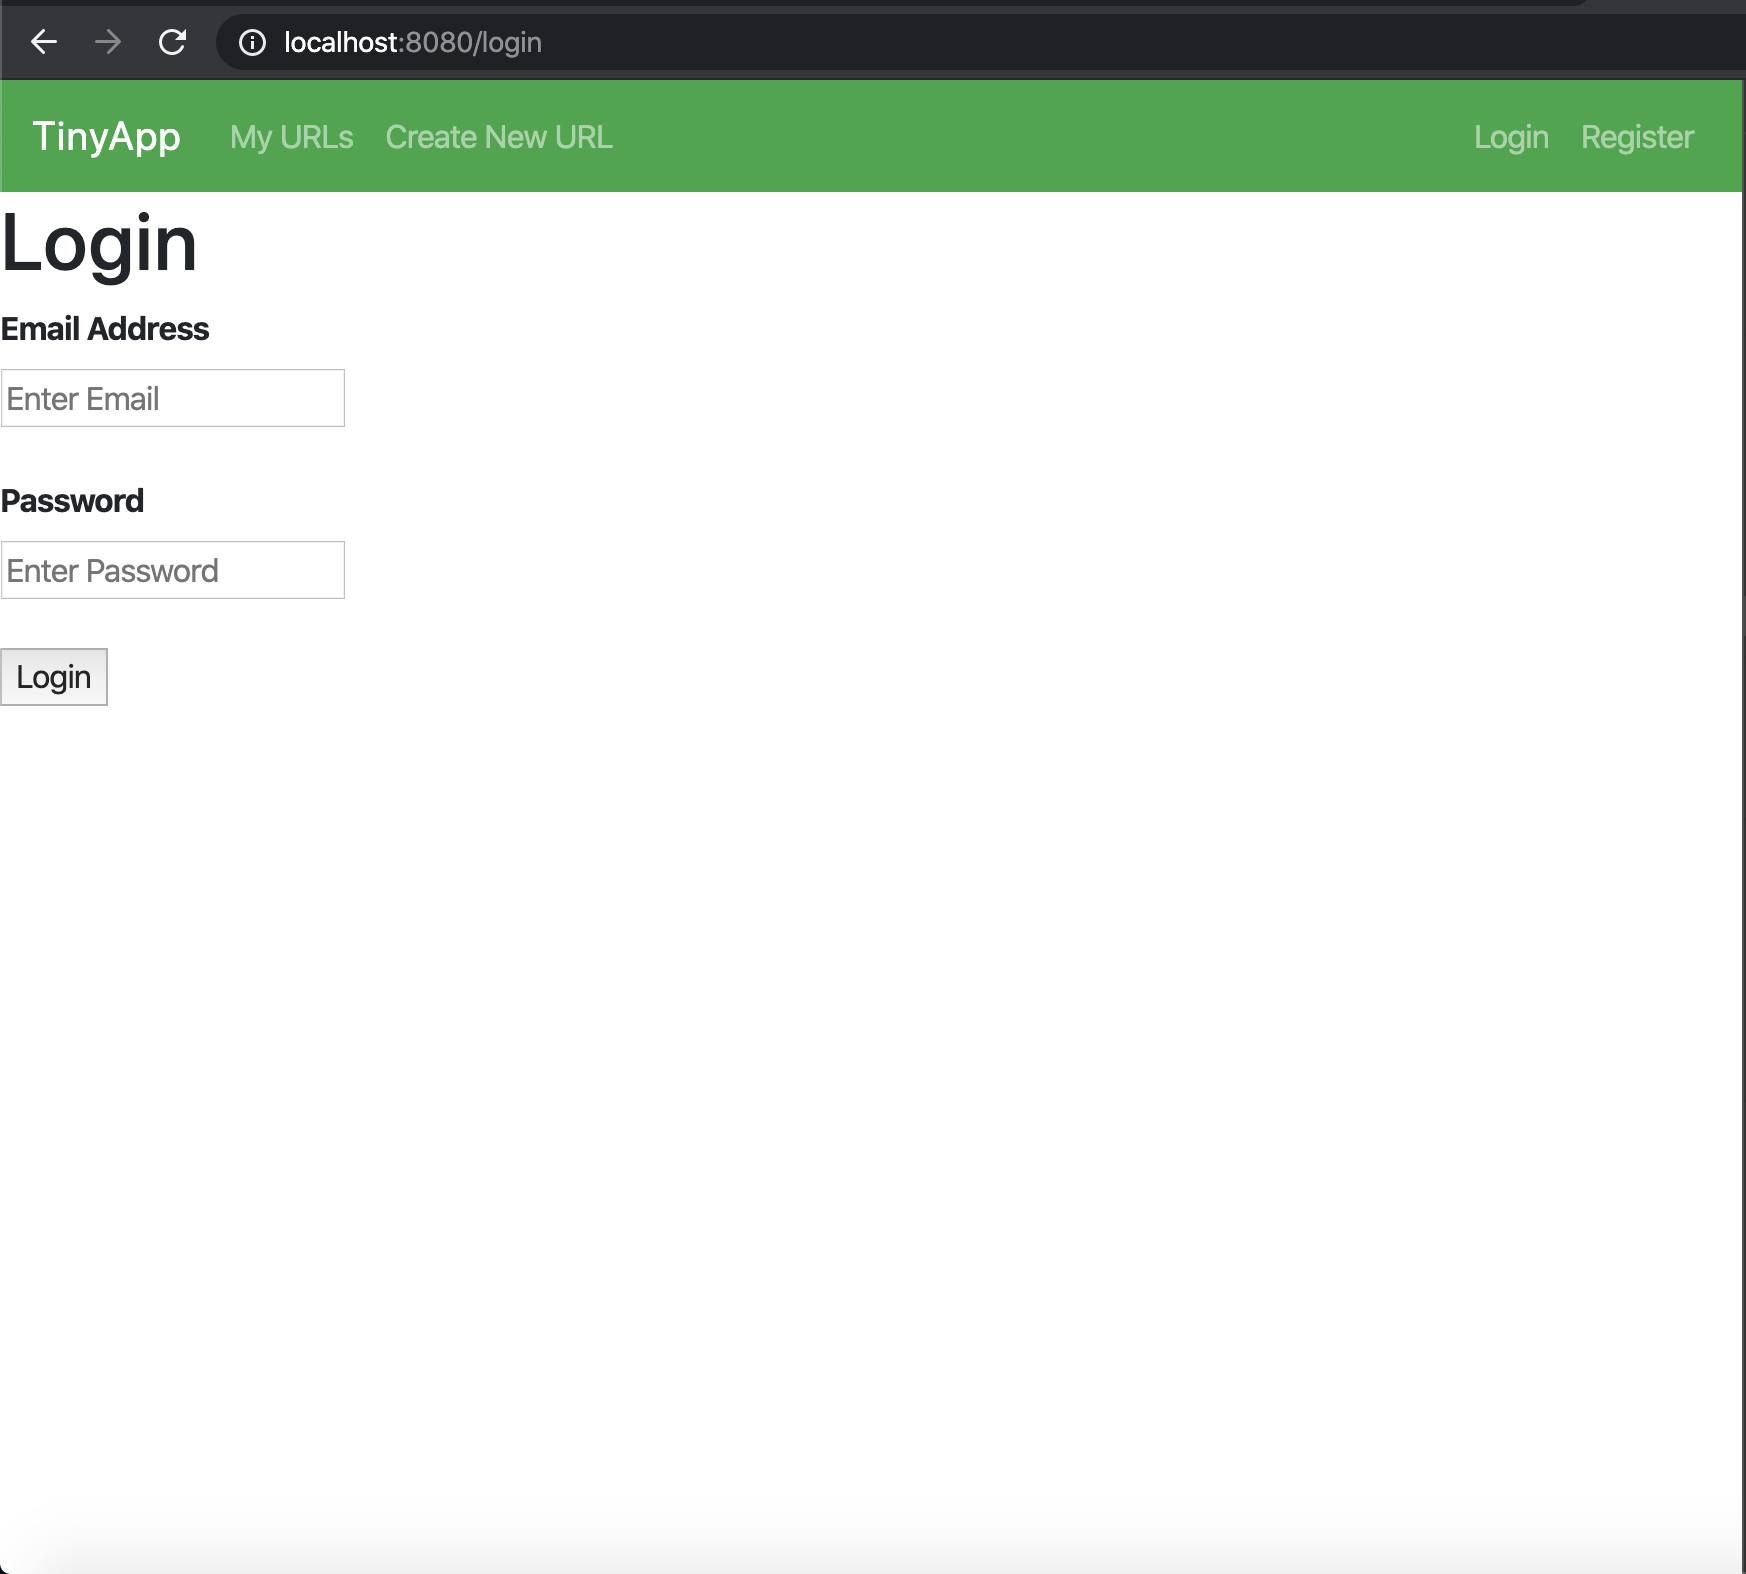 localhost:8080/login
TinyApp My URLs Create New URL Login Register
Login
Email Address
Enter Email
Password
Enter Password
Login